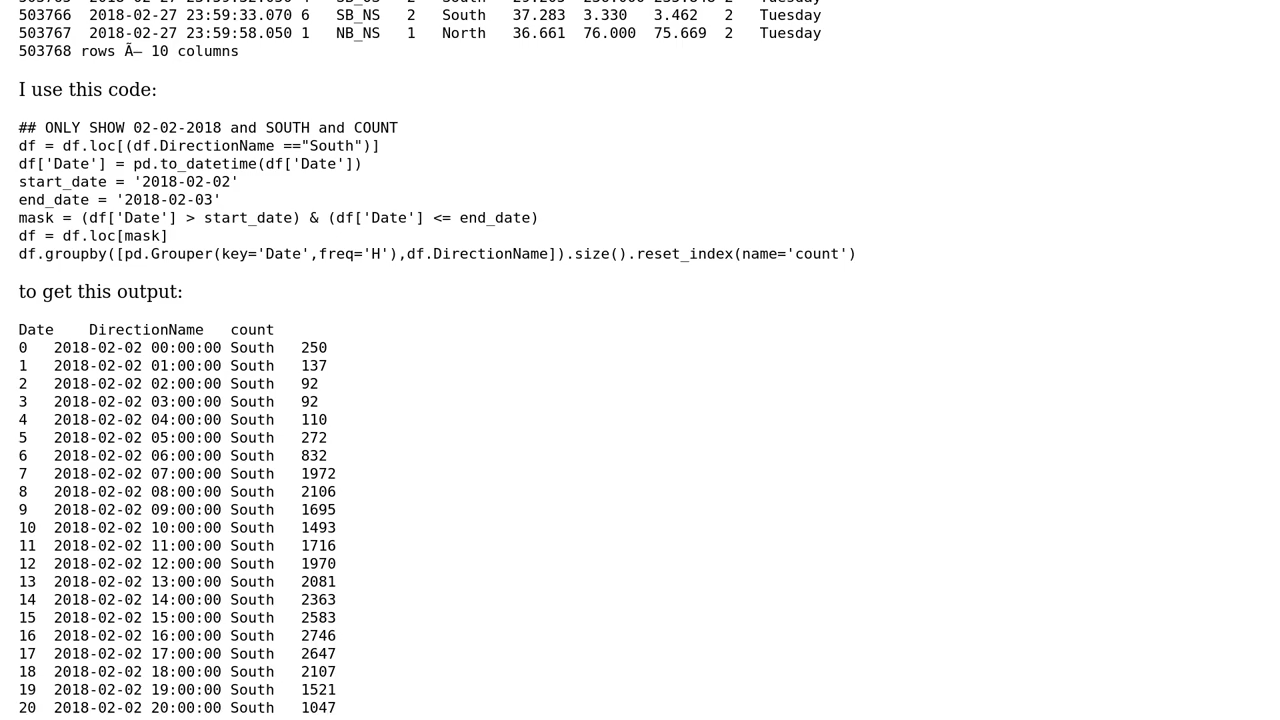 503766  2018-02-27 23:59:33.070 6   SB_NS   2   South   37.283  3.330   3.462   2   Tuesday
503767  2018-02-27 23:59:58.050 1   NB_NS   1   North   36.661  76.000  75.669  2   Tuesday
503768 rows Ã— 10 columns
I use this code:
## ONLY SHOW 02-02-2018 and SOUTH and COUNT
df = df.loc[(df.DirectionName =="South")]
df['Date'] = pd.to_datetime(df['Date'])
start_date = '2018-02-02'
end_date = '2018-02-03'
mask = (df['Date'] > start_date) & (df['Date'] <= end_date)
df = df.loc[mask]
df.groupby([pd.Grouper(key='Date',freq='H'),df.DirectionName]).size().reset_index(name='count')
to get this output:
Date    DirectionName   count
0   2018-02-02 00:00:00 South   250
1   2018-02-02 01:00:00 South   137
2   2018-02-02 02:00:00 South   92
3   2018-02-02 03:00:00 South   92
4   2018-02-02 04:00:00 South   110
5   2018-02-02 05:00:00 South   272
6   2018-02-02 06:00:00 South   832
7   2018-02-02 07:00:00 South   1972
8   2018-02-02 08:00:00 South   2106
9   2018-02-02 09:00:00 South   1695
10  2018-02-02 10:00:00 South   1493
11  2018-02-02 11:00:00 South   1716
12  2018-02-02 12:00:00 South   1970
13  2018-02-02 13:00:00 South   2081
14  2018-02-02 14:00:00 South   2363
15  2018-02-02 15:00:00 South   2583
16  2018-02-02 16:00:00 South   2746
17  2018-02-02 17:00:00 South   2647
18  2018-02-02 18:00:00 South   2107
19  2018-02-02 19:00:00 South   1521
20  2018-02-02 20:00:00 South   1047